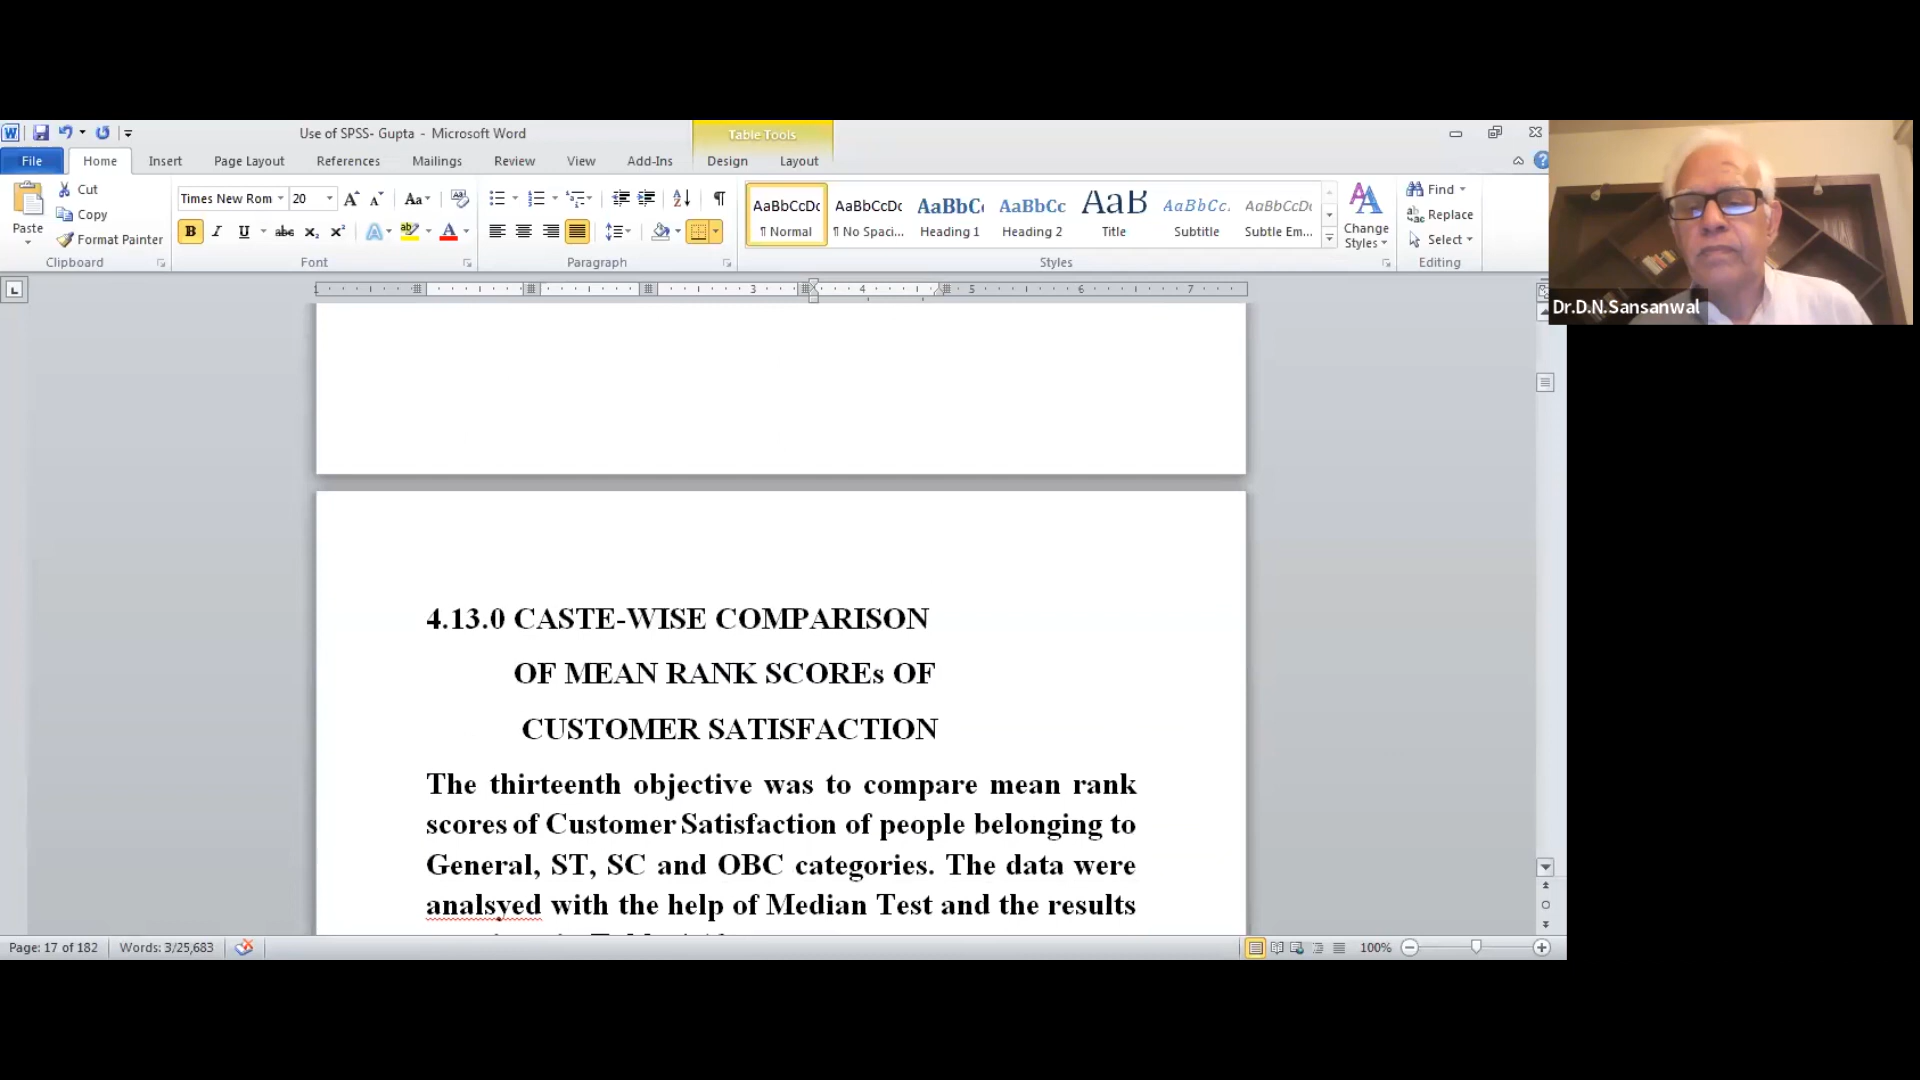 Use of SPSS- Gupta - Microsoft Word
Table Tools
File Home Insert Page Layout References Mailings Review View Add-Ins Design Layout
Paste
Cut
Copy
Format Painter
Clipboard
Times New Rom 20
Font
Paragraph
AaBbCcDc AaBbCcDc AaBbC AaBbCc AaB AaBbCc. AaBbCcDc
¶ Normal ¶ No Spaci... Heading 1 Heading 2 Title Subtitle Subtle Em...
Styles
Change
Styles
Find
Replace
Select
Editing
Dr.D.N.Sansanwal
1 3 4 5 6 7
4.13.0 CASTE-WISE COMPARISON
OF MEAN RANK SCOREs OF
CUSTOMER SATISFACTION
The thirteenth objective was to compare mean rank
scores of Customer Satisfaction of people belonging to
General, ST, SC and OBC categories. The data were
analsyed with the help of Median Test and the results
Page: 17 of 182 Words: 3/25,683 100%